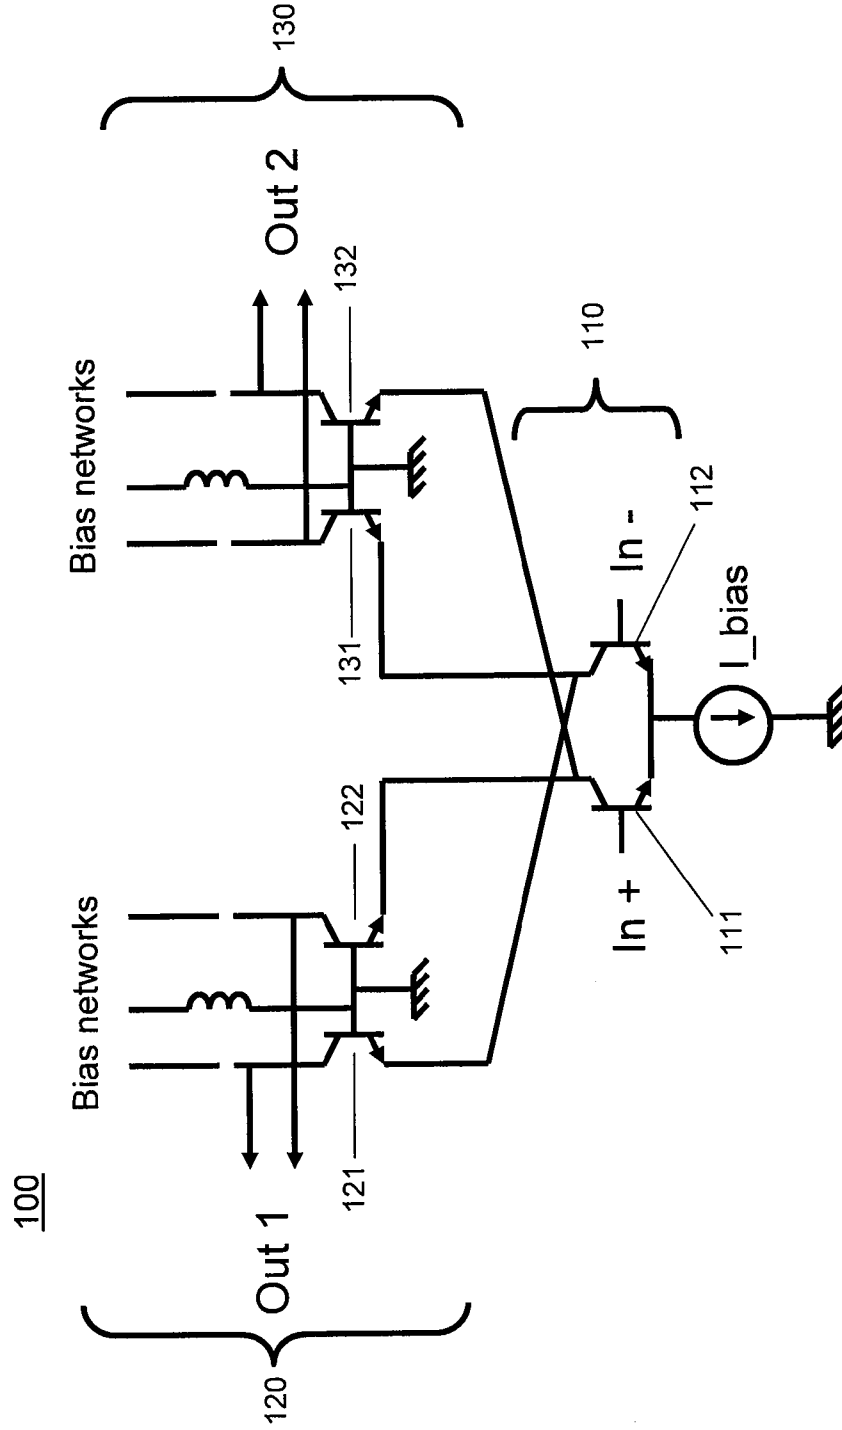 100
Bias networks
Bias networks
120
Out 1
Out 2
130
121
122
131
132
110
In +
In -
111
112
I_bias